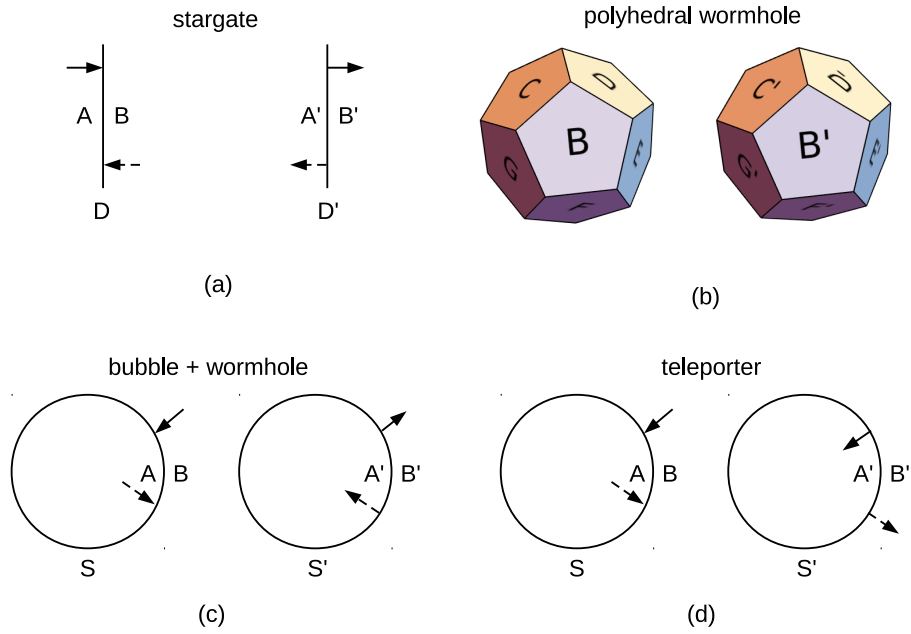 stargate
A B
A' B'
D
D'
(a)
polyhedral wormhole
C D
B
G E
F
C' D'
B'
G' E'
F'
(b)
bubble + wormhole
A B
A' B'
S
S'
(c)
teleporter
A B
A' B'
S
S'
(d)